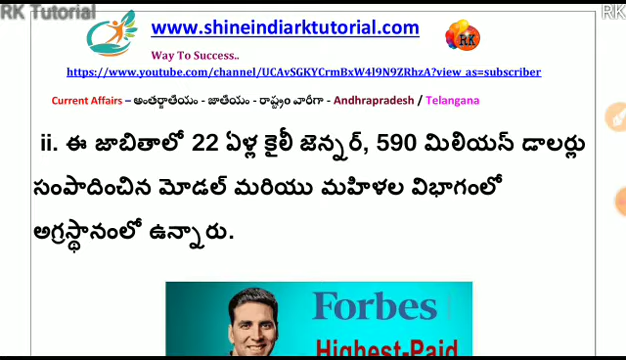 RK Tutorial
www.shineindiarktutorial.com
RK
RK
Way To Success..
https://www.youtube.com/channel/UCAvSGKYCrmBxW4l9N9ZRhzA?view_as=subscriber
Current Affairs – అంతర్జాతీయం - జాతీయం - రాష్ట్రం వారీగా - Andhrapradesh / Telangana
ii. ఈ జాబితాలో 22 ఏళ్ల కైలీ జెన్నర్, 590 మిలియన్ డాలర్లు
సంపాదించిన మోడల్ మరియు మహిళల విభాగంలో
అగ్రస్థానంలో ఉన్నారు.
Forbes
Highest-Paid